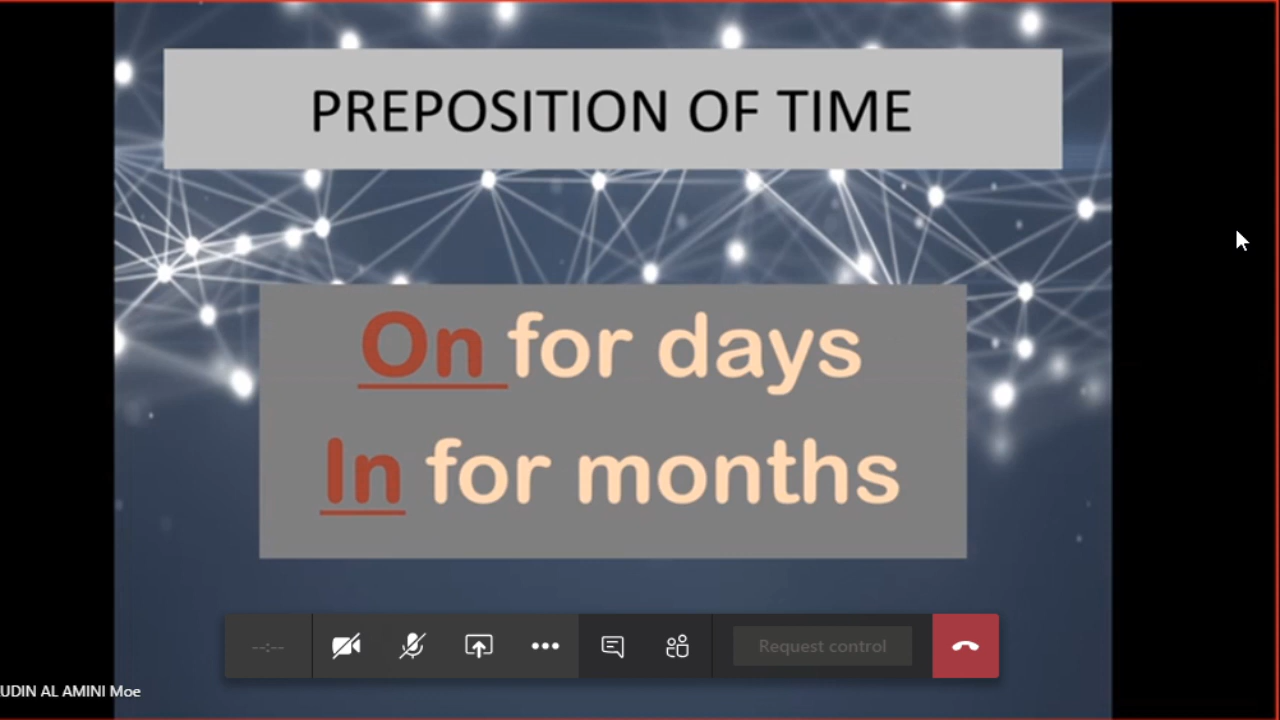 PREPOSITION OF TIME
On for days
In for months
--:--
Request control
UDIN AL AMINI Moe